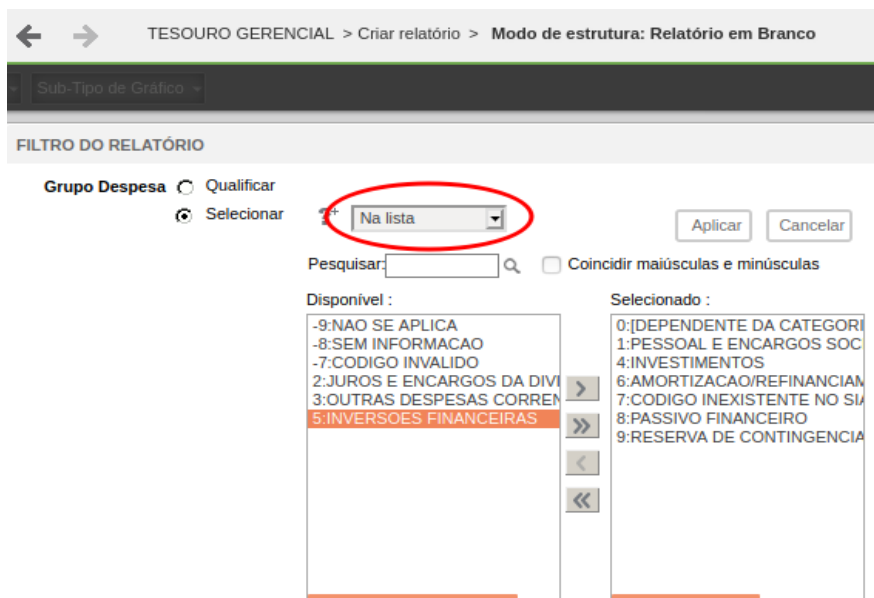 TESOURO GERENCIAL > Criar relatório > Modo de estrutura: Relatório em Branco
Sub-Tipo de Gráfico
FILTRO DO RELATÓRIO
Grupo Despesa Qualificar
Selecionar Na lista Aplicar Cancelar
Pesquisar: Coincidir maiúsculas e minúsculas
Disponível : Selecionado :
-9:NAO SE APLICA
-8:SEM INFORMACAO
-7:CODIGO INVALIDO
2:JUROS E ENCARGOS DA DIVI
3:OUTRAS DESPESAS CORREN
5:INVERSOES FINANCEIRAS
0:[DEPENDENTE DA CATEGORI
1:PESSOAL E ENCARGOS SOC
4:INVESTIMENTOS
6:AMORTIZACAO/REFINANCIAM
7:CODIGO INEXISTENTE NO SIA
8:PASSIVO FINANCEIRO
9:RESERVA DE CONTINGENCIA